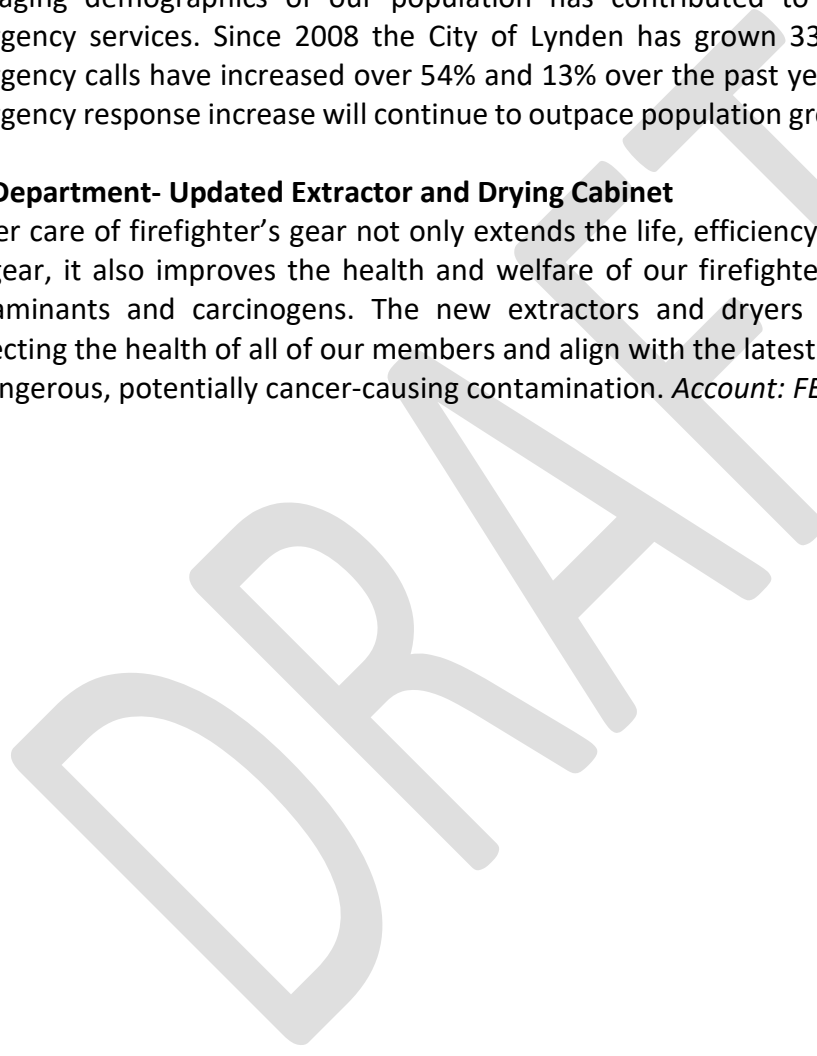 aging demographics of our population has contributed to
rgency services. Since 2008 the City of Lynden has grown 33
rgency calls have increased over 54% and 13% over the past ye
rgency response increase will continue to outpace population gr
Department- Updated Extractor and Drying Cabinet
er care of firefighter’s gear not only extends the life, efficiency
gear, it also improves the health and welfare of our firefighte
aminants and carcinogens. The new extractors and dryers
ecting the health of all of our members and align with the latest
ngerous, potentially cancer-causing contamination. Account: FE
DRAFT